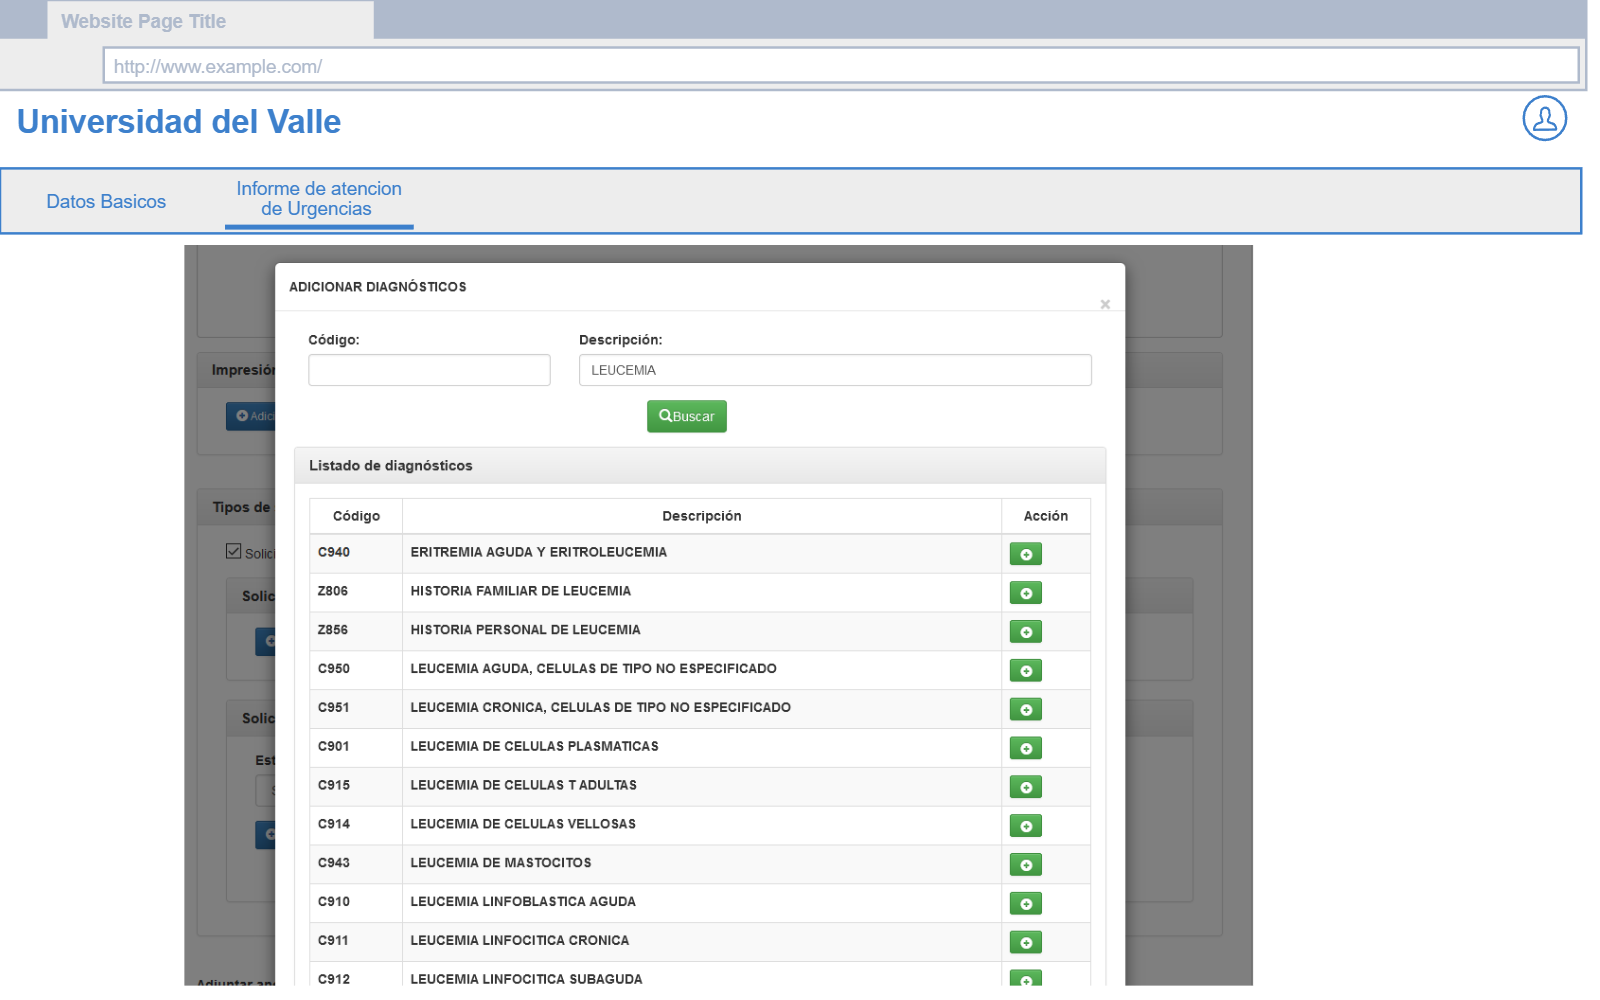 Website Page Title
http://www.example.com/
Universidad del Valle
Datos Basicos
Informe de atencion
de Urgencias
ADICIONAR DIAGNÓSTICOS
×
Código:
Descripción:
LEUCEMIA
Buscar
Impresión
Adici
Listado de diagnósticos
Código Descripción Acción
C940 ERITREMIA AGUDA Y ERITROLEUCEMIA
Z806 HISTORIA FAMILIAR DE LEUCEMIA
Z856 HISTORIA PERSONAL DE LEUCEMIA
C950 LEUCEMIA AGUDA, CELULAS DE TIPO NO ESPECIFICADO
C951 LEUCEMIA CRONICA, CELULAS DE TIPO NO ESPECIFICADO
C901 LEUCEMIA DE CELULAS PLASMATICAS
C915 LEUCEMIA DE CELULAS T ADULTAS
C914 LEUCEMIA DE CELULAS VELLOSAS
C943 LEUCEMIA DE MASTOCITOS
C910 LEUCEMIA LINFOBLASTICA AGUDA
C911 LEUCEMIA LINFOCITICA CRONICA
C912 LEUCEMIA LINFOCITICA SUBAGUDA
Tipos de
Solici
Solic
Solic
Est
Adjuntar